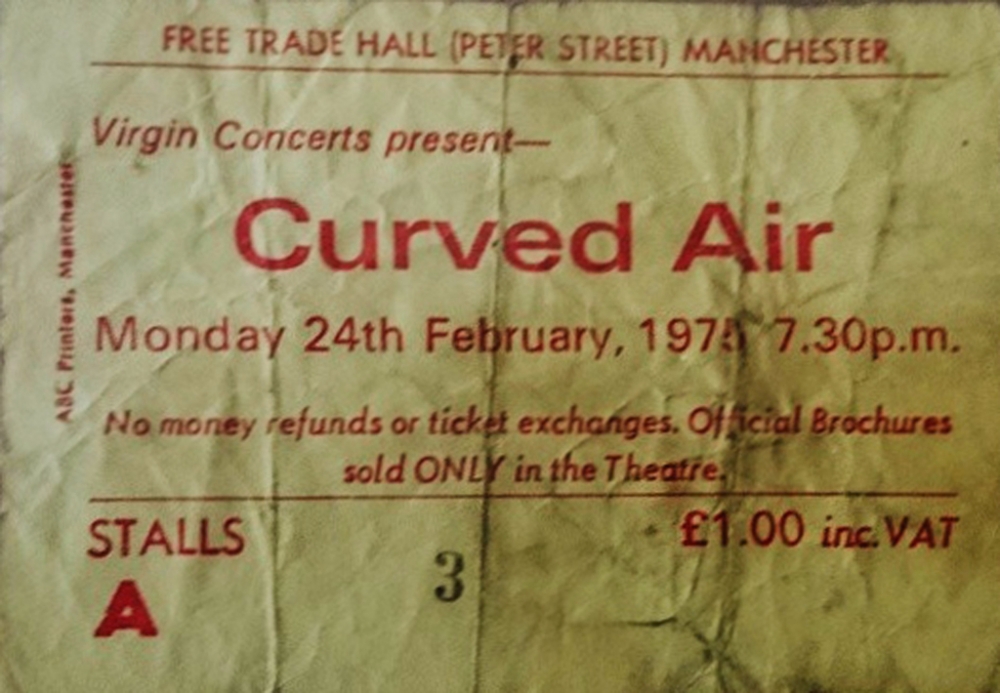 FREE TRADE HALL (PETER STREET) MANCHESTER
Virgin Concerts present—
Curved Air
Monday 24th February, 1975 7.30p.m.
No money refunds or ticket exchanges. Official Brochures
sold ONLY in the Theatre.
STALLS
£1.00 inc. VAT
A
3
ABC Printers, Manchester